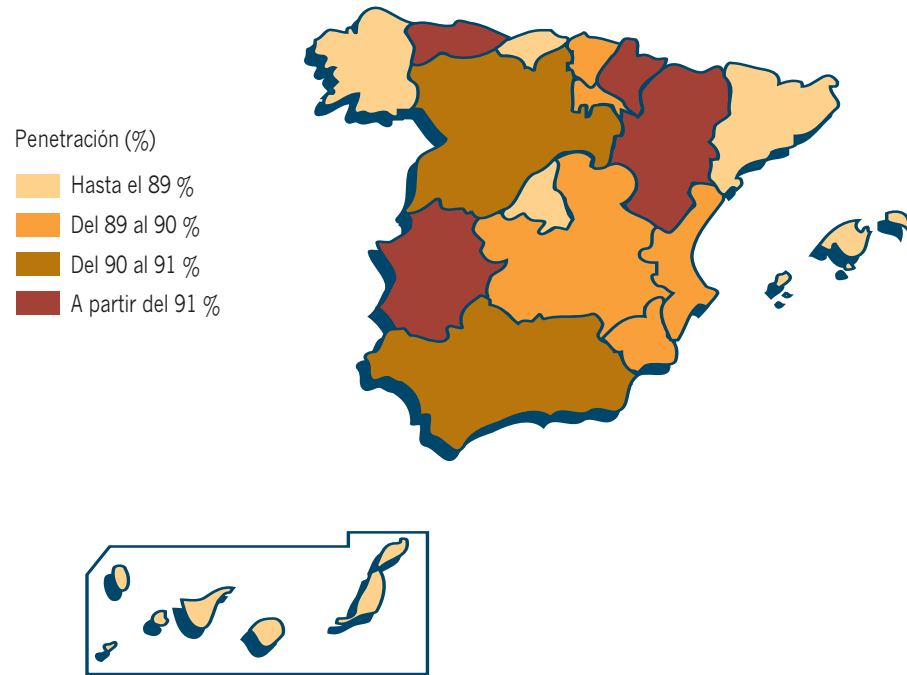 Penetración (%)
Hasta el 89 %
Del 89 al 90 %
Del 90 al 91 %
A partir del 91 %